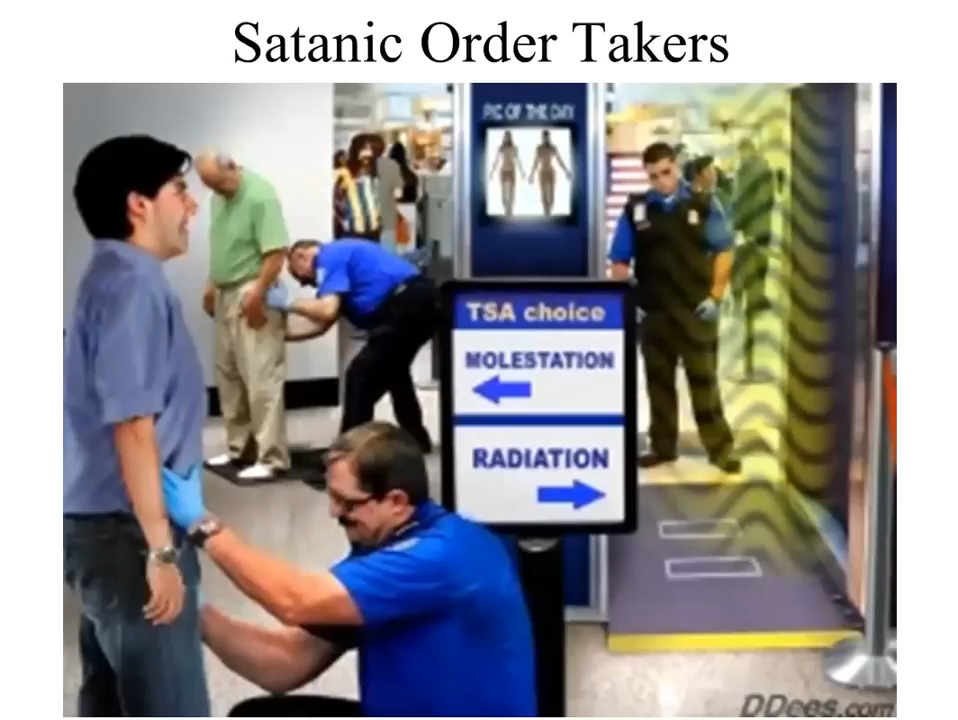 Satanic Order Takers
PIC OF THE DAY
TSA choice
MOLESTATION
RADIATION
DDees.com